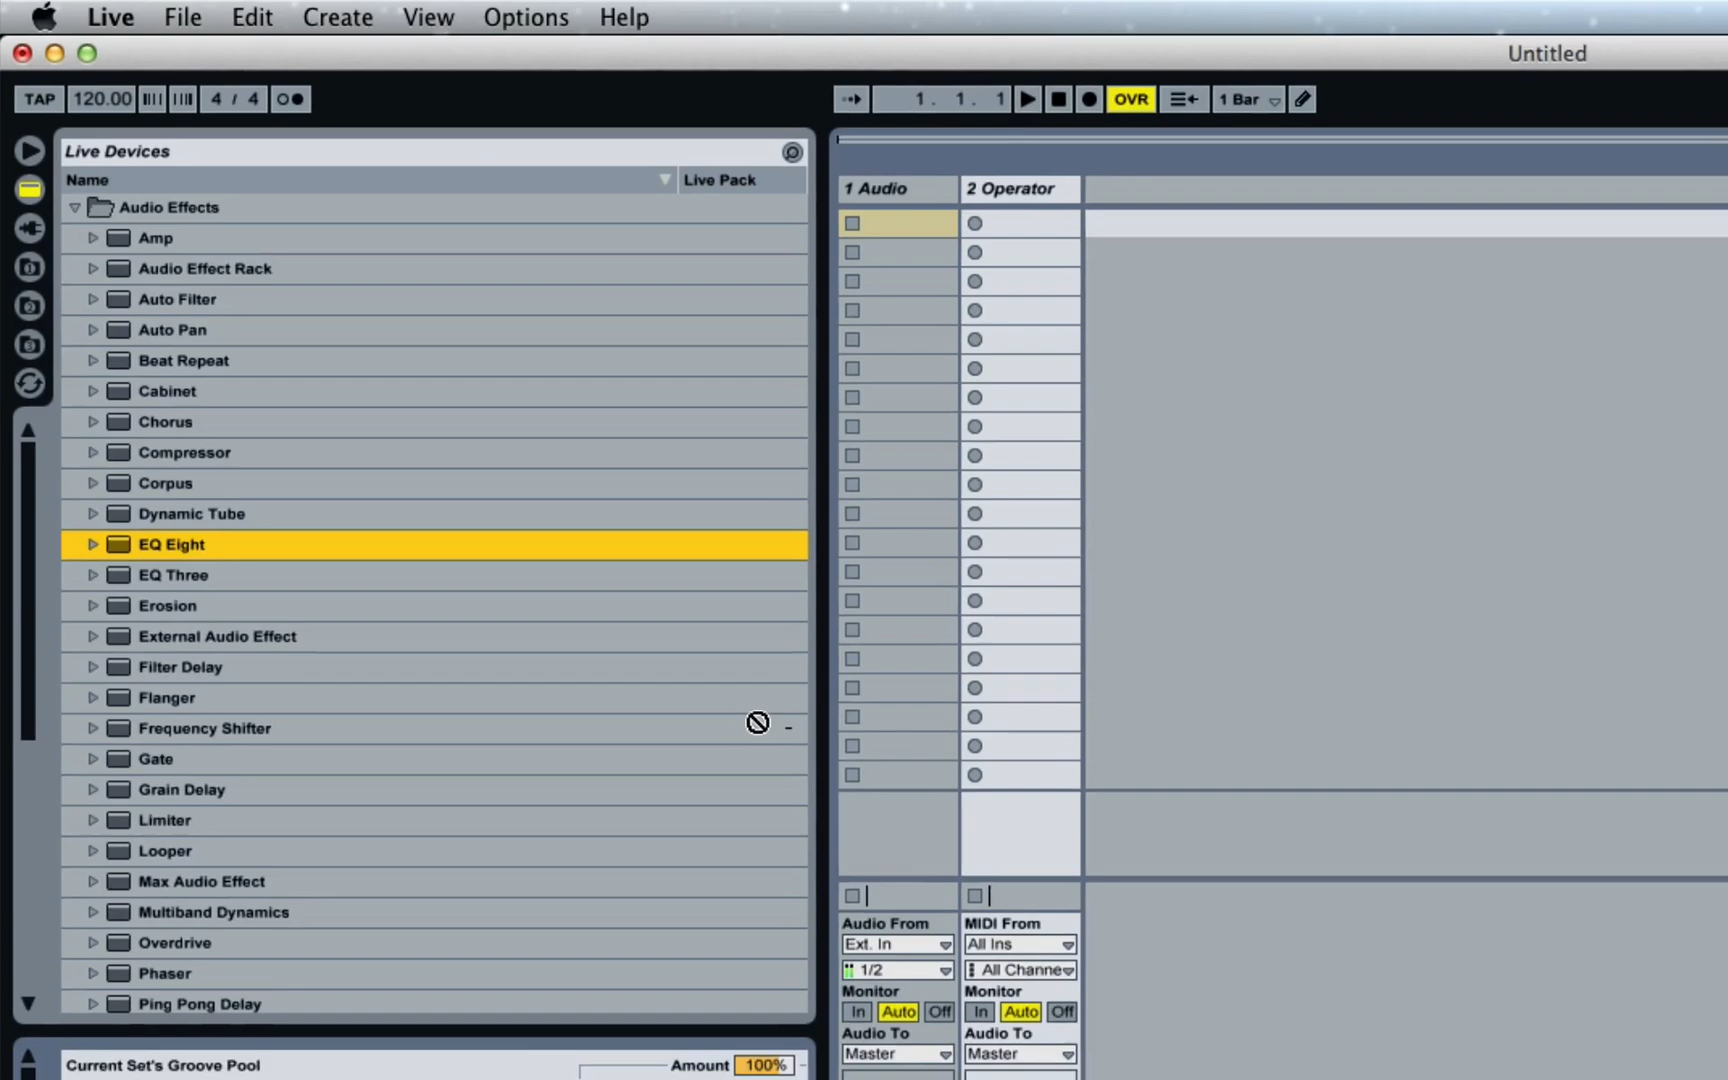 Live File Edit Create View Options Help
Untitled
TAP 120.00 4 / 4 1. 1. 1 OVR 1 Bar
Live Devices
Name Live Pack
Audio Effects
Amp
Audio Effect Rack
Auto Filter
Auto Pan
Beat Repeat
Cabinet
Chorus
Compressor
Corpus
Dynamic Tube
EQ Eight
EQ Three
Erosion
External Audio Effect
Filter Delay
Flanger
Frequency Shifter
Gate
Grain Delay
Limiter
Looper
Max Audio Effect
Multiband Dynamics
Overdrive
Phaser
Ping Pong Delay
Current Set's Groove Pool Amount 100%
1 Audio 2 Operator
Audio From MIDI From
Ext. In All Ins
1/2 All Channe
Monitor Monitor
In Auto Off In Auto Off
Audio To Audio To
Master Master